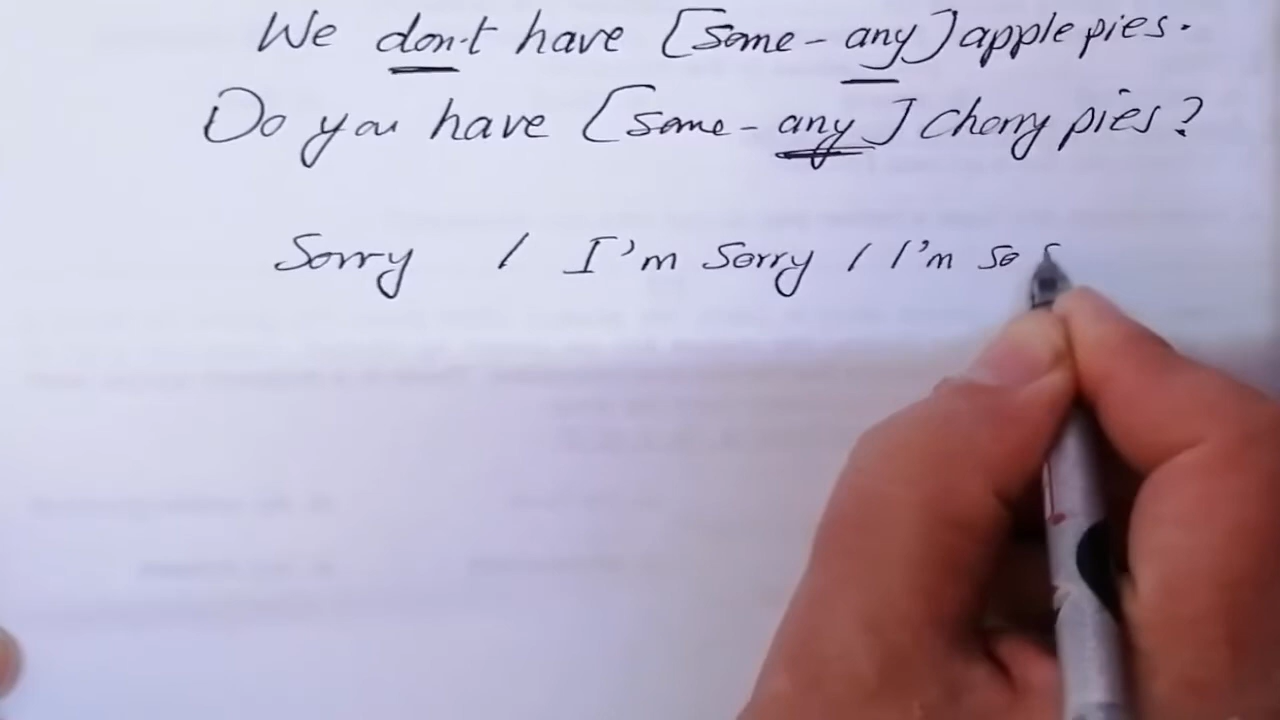 We don't have [Some - any] apple pies.
Do you have [Some - any] Cherry pies?
Sorry / I'm Sorry / I'm so s